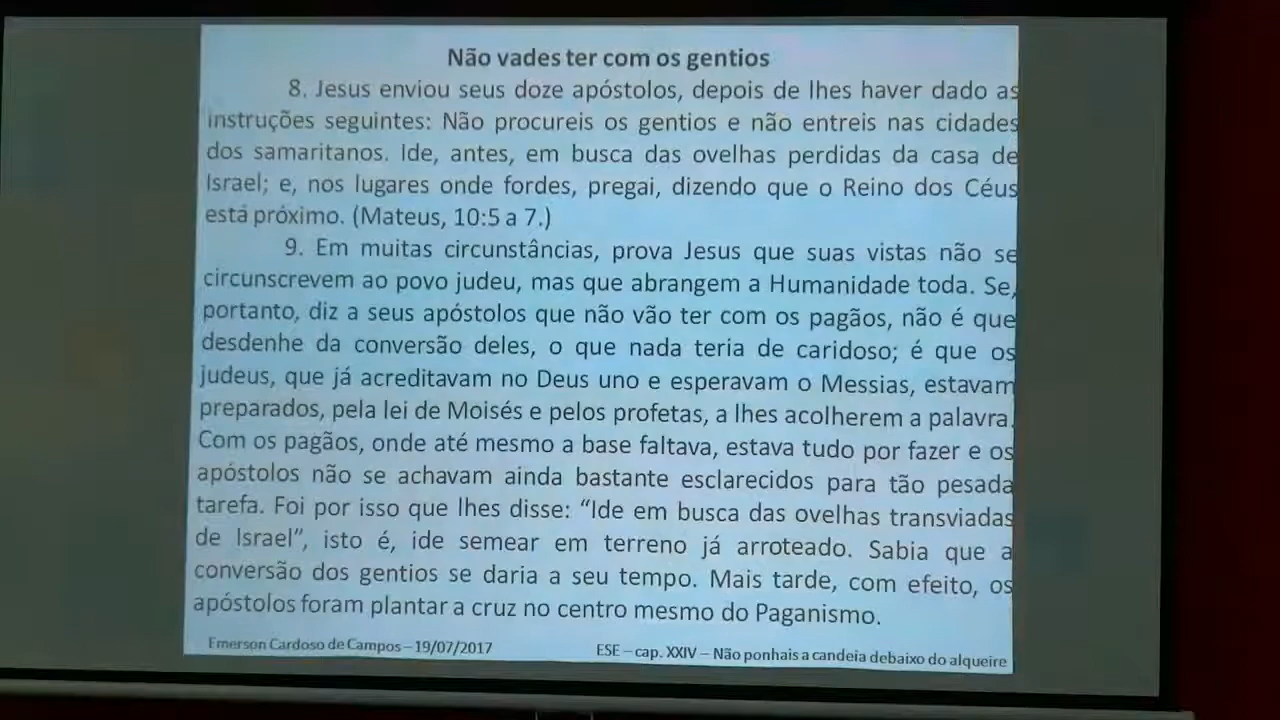 Não vades ter com os gentios
8. Jesus enviou seus doze apóstolos, depois de lhes haver dado as
instruções seguintes: Não procureis os gentios e não entreis nas cidades
dos samaritanos. Ide, antes, em busca das ovelhas perdidas da casa de
Israel; e, nos lugares onde fordes, pregai, dizendo que o Reino dos Céus
está próximo. (Mateus, 10:5 a 7.)
9. Em muitas circunstâncias, prova Jesus que suas vistas não se
circunscrevem ao povo judeu, mas que abrangem a Humanidade toda. Se,
portanto, diz a seus apóstolos que não vão ter com os pagãos, não é que
desdenhe da conversão deles, o que nada teria de caridoso; é que os
judeus, que já acreditavam no Deus uno e esperavam o Messias, estavam
preparados, pela lei de Moisés e pelos profetas, a lhes acolherem a palavra.
Com os pagãos, onde até mesmo a base faltava, estava tudo por fazer e os
apóstolos não se achavam ainda bastante esclarecidos para tão pesada
tarefa. Foi por isso que lhes disse: “Ide em busca das ovelhas transviadas
de Israel”, isto é, ide semear em terreno já arroteado. Sabia que a
conversão dos gentios se daria a seu tempo. Mais tarde, com efeito, os
apóstolos foram plantar a cruz no centro mesmo do Paganismo.
Emerson Cardoso de Campos – 19/07/2017
ESE – cap. XXIV – Não ponhais a candeia debaixo do alqueire